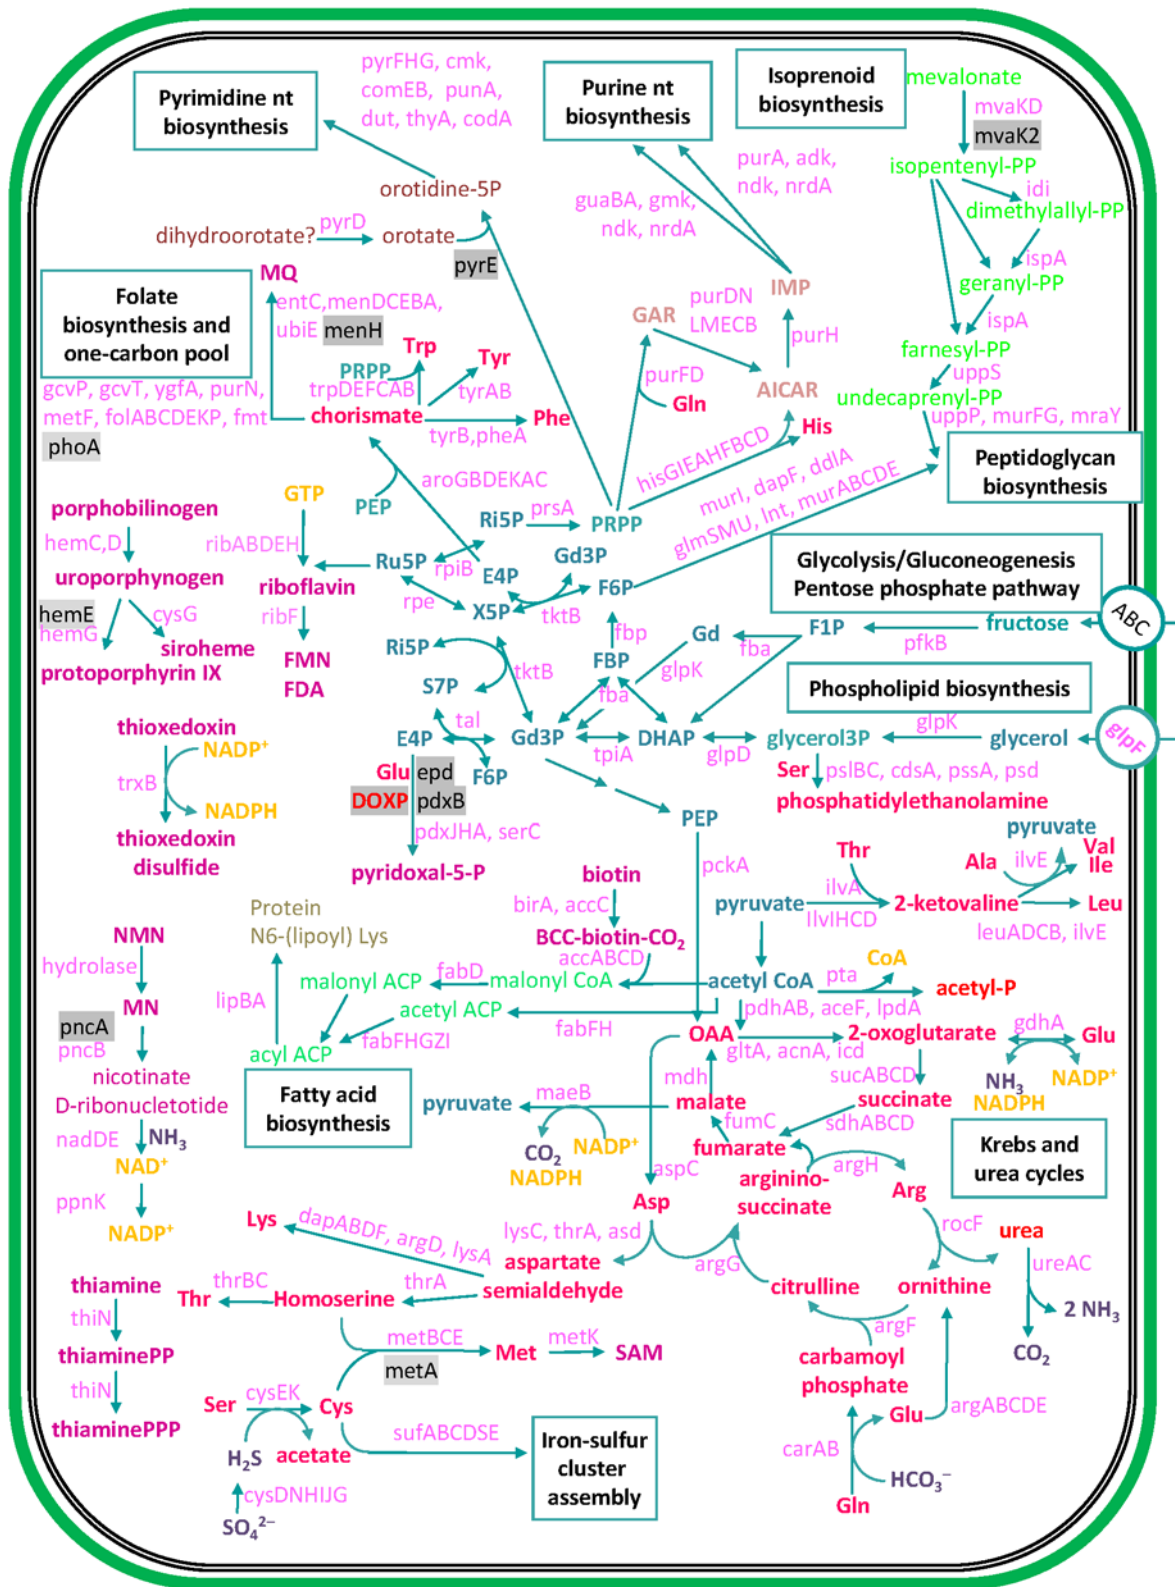 pyrFHG, cmk,
comEB, punA,
dut, thyA, codA
Pyrimidine nt
biosynthesis
Purine nt
biosynthesis
Isoprenoid
biosynthesis
mevalonate
mvaKD
mvaK2
isopentenyl-PP
idi
dimethylallyl-PP
ispA
geranyl-PP
ispA
farnesyl-PP
uppS
undecaprenyl-PP
uppP, murFG, mraY
Peptidoglycan
biosynthesis
purA, adk,
ndk, nrdA
guaBA, gmk,
ndk, nrdA
orotidine-5P
dihydroorotate?
pyrD
orotate
pyrE
MQ
Folate
biosynthesis and
one-carbon pool
entC,menDCEBA,
ubiE
menH
gcvP, gcvT, ygfA, purN,
metF, folABCDEKP, fmt
phoA
PRPP
Trp
trpDEFCAB
Tyr
tyrAB
chorismate
Phe
tyrB,pheA
IMP
GAR
purDN
LMECB
purH
purFD
AICAR
Gln
His
hisGIEAHFBCD
murI, dapF, ddlA
glmSMU, lnt, murABCDE
aroGBDEKAC
PEP
porphobilinogen
hemC,D
uroporphynogen
hemE
hemG
cysG
siroheme
protoporphyrin IX
GTP
ribABDEH
riboflavin
ribF
FMN
FDA
Ri5P
prsA
PRPP
Ru5P
rpiB
E4P
Gd3P
F6P
rpe
X5P
tktB
Glycolysis/Gluconeogenesis
Pentose phosphate pathway
ABC
fructose
pfkB
F1P
fba
Gd
glpK
fbp
FBP
fba
Ri5P
tktB
S7P
tal
E4P
F6P
Gd3P
tpiA
DHAP
glpD
glycerol3P
glpK
glycerol
glpF
Phospholipid biosynthesis
Ser
pslBC, cdsA, pssA, psd
phosphatidylethanolamine
thioxedoxin
NADP⁺
trxB
NADPH
thioxedoxin
disulfide
Glu
epd
DOXP
pdxB
pdxJHA, serC
pyridoxal-5-P
PEP
pckA
pyruvate
Val
Ile
Thr
Ala
ilvE
ilvA
pyruvate
2-ketovaline
Leu
IlvIHCD
leuADCB, ilvE
biotin
birA, accC
BCC-biotin-CO₂
accABCD
Protein
N6-(lipoyl) Lys
lipBA
malonyl ACP
fabD
malonyl CoA
acetyl CoA
pta
CoA
acetyl-P
pdhAB, aceF, lpdA
acetyl ACP
fabFH
fabFHGZI
acyl ACP
Fatty acid
biosynthesis
NMN
hydrolase
MN
pncA
pncB
nicotinate
D-ribonucletotide
nadDE
NH₃
NAD⁺
ppnK
NADP⁺
OAA
gltA, acnA, icd
2-oxoglutarate
gdhA
Glu
NH₃
NADPH
NADP⁺
sucABCD
succinate
sdhABCD
mdh
malate
maeB
pyruvate
CO₂
NADP⁺
NADPH
fumC
fumarate
Krebs and
urea cycles
aspC
Asp
arginino-
succinate
argH
Arg
rocF
urea
ureAC
2 NH₃
CO₂
ornithine
citrulline
argG
argF
carbamoyl
phosphate
Glu
argABCDE
carAB
HCO₃⁻
Gln
lysC, thrA, asd
aspartate
semialdehyde
Lys
dapABDF, argD, lysA
thrA
Homoserine
thrBC
Thr
metBCE
metA
Met
metK
SAM
thiamine
thiN
thiaminePP
thiN
thiaminePPP
Ser
cysEK
Cys
H₂S
acetate
cysDNHIJG
SO₄²⁻
sufABCDSE
Iron-sulfur
cluster
assembly